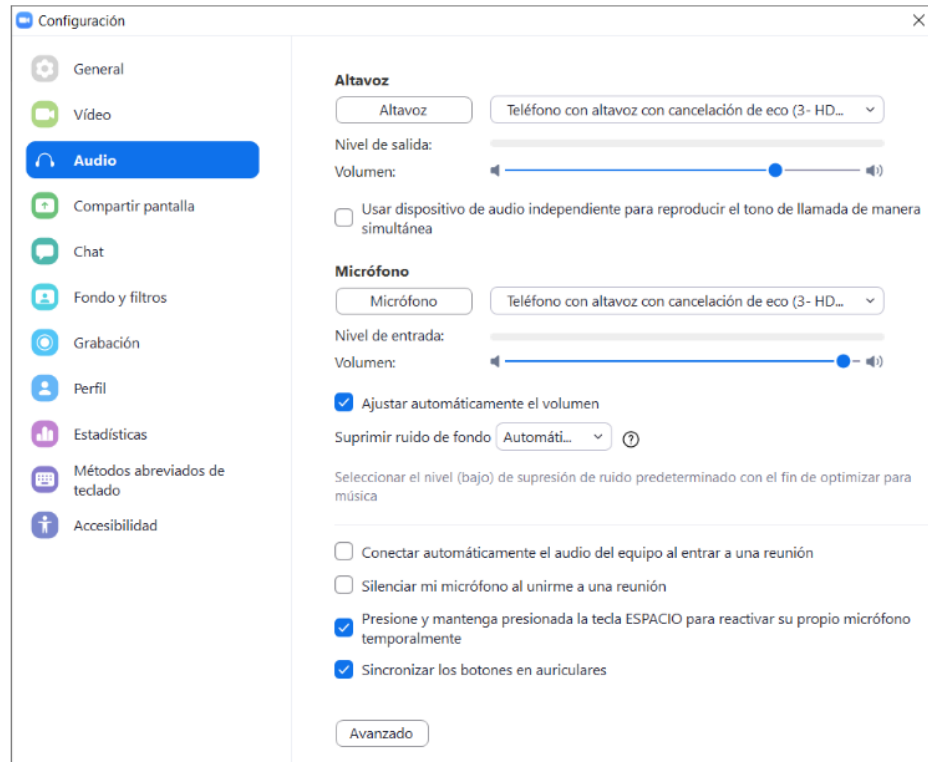 Configuración
General
Vídeo
Audio
Compartir pantalla
Chat
Fondo y filtros
Grabación
Perfil
Estadísticas
Métodos abreviados de
teclado
Accesibilidad
Altavoz
Altavoz
Teléfono con altavoz con cancelación de eco (3- HD...
Nivel de salida:
Volumen:
Usar dispositivo de audio independiente para reproducir el tono de llamada de manera
simultánea
Micrófono
Micrófono
Teléfono con altavoz con cancelación de eco (3- HD...
Nivel de entrada:
Volumen:
Ajustar automáticamente el volumen
Suprimir ruido de fondo Automáti...
Seleccionar el nivel (bajo) de supresión de ruido predeterminado con el fin de optimizar para
música
Conectar automáticamente el audio del equipo al entrar a una reunión
Silenciar mi micrófono al unirme a una reunión
Presione y mantenga presionada la tecla ESPACIO para reactivar su propio micrófono
temporalmente
Sincronizar los botones en auriculares
Avanzado